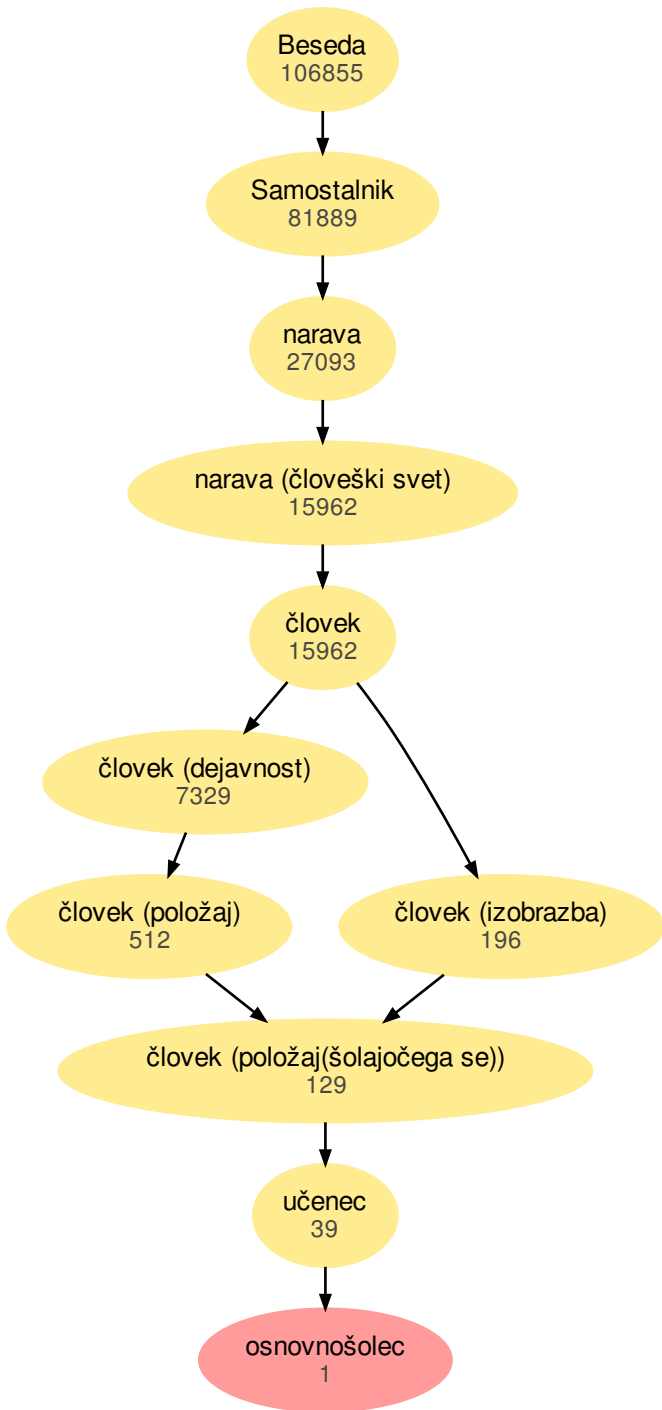 Beseda
106855
Samostalnik
81889
narava
27093
narava (človeški svet)
15962
človek
15962
človek (dejavnost)
7329
človek (položaj)
512
človek (izobrazba)
196
človek (položaj(šolajočega se))
129
učenec
39
osnovnošolec
1